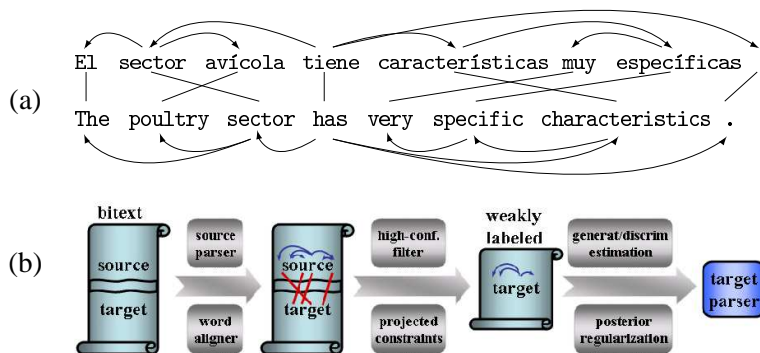 El sector avícola tiene características muy específicas
(a)
The poultry sector has very specific characteristics .
(b)
bitext
source
target
source parser
word aligner
source
target
high-conf. filter
projected constraints
weakly labeled
target
generat/discrim estimation
posterior regularization
target parser